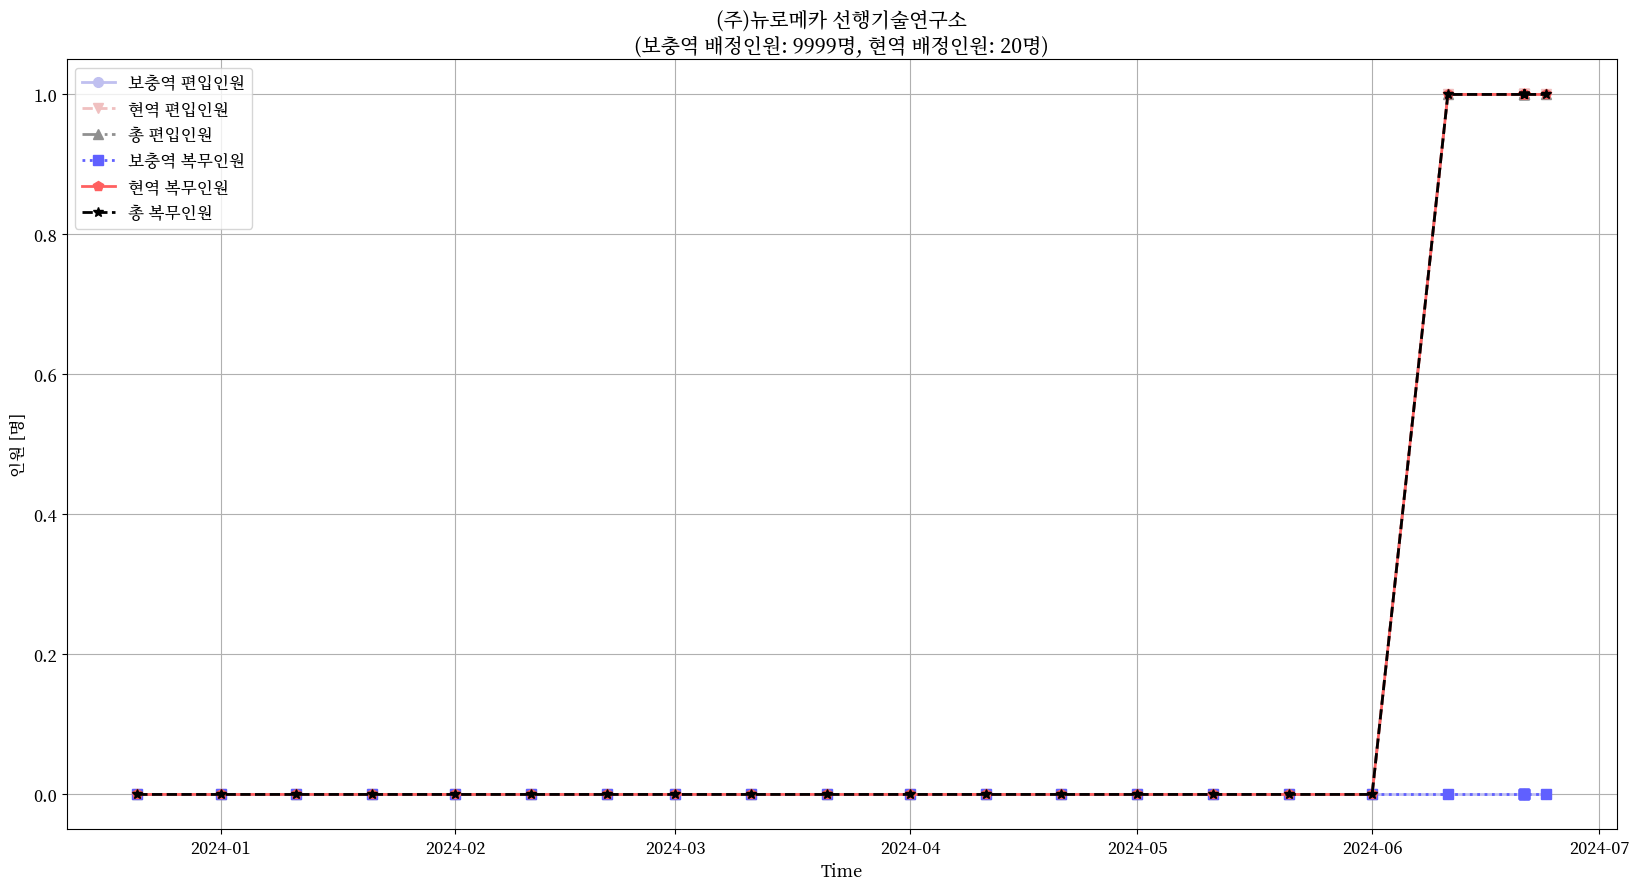 (주)뉴로메카 선행기술연구소
(보충역 배정인원: 9999명, 현역 배정인원: 20명)
보충역 편입인원
현역 편입인원
총 편입인원
보충역 복무인원
현역 복무인원
총 복무인원
인원 [명]
1.0
0.8
0.6
0.4
0.2
0.0
2024-01 2024-02 2024-03 2024-04 2024-05 2024-06 2024-07
Time